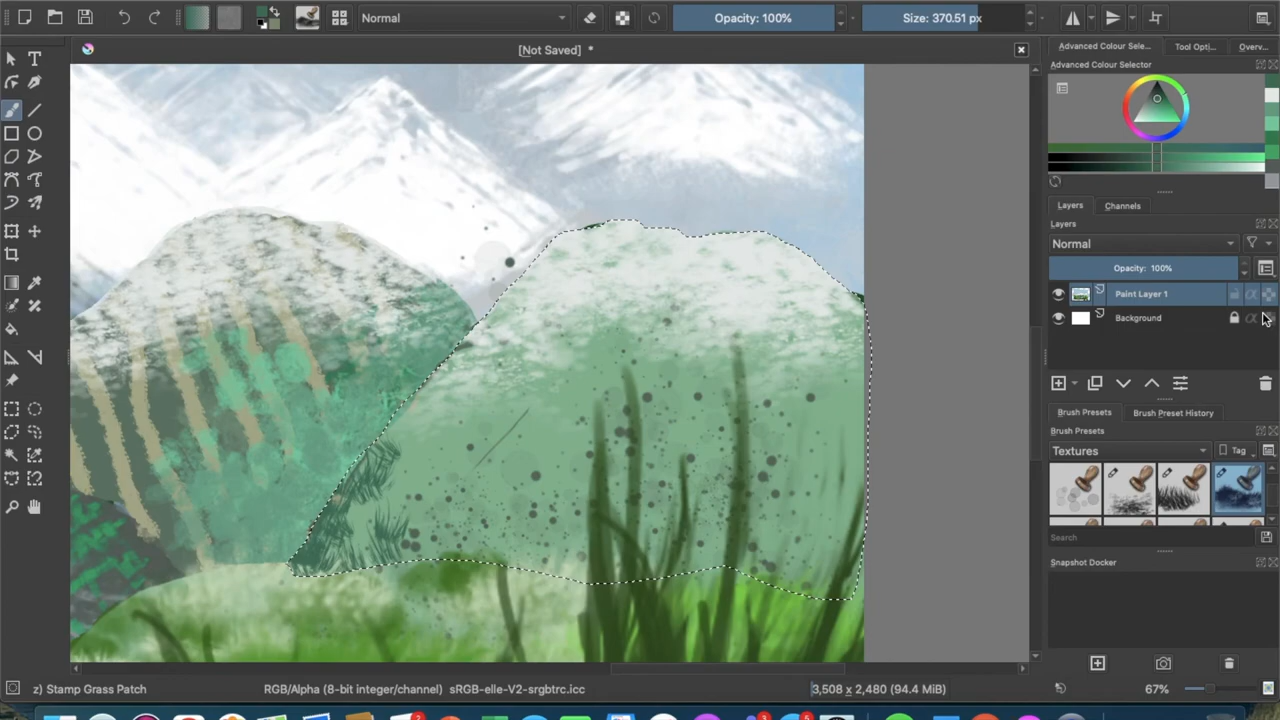 Normal
Opacity: 100%
Size: 370.51 px
[Not Saved] *
Advanced Colour Sele...
Tool Opti...
Overv...
Advanced Colour Selector
Layers
Channels
Layers
Normal
Opacity: 100%
Paint Layer 1
Background
Brush Presets
Brush Preset History
Brush Presets
Textures
Tag
Search
Snapshot Docker
z) Stamp Grass Patch
RGB/Alpha (8-bit integer/channel) sRGB-elle-V2-srgbtrc.icc
3,508 x 2,480 (94.4 MiB)
67%